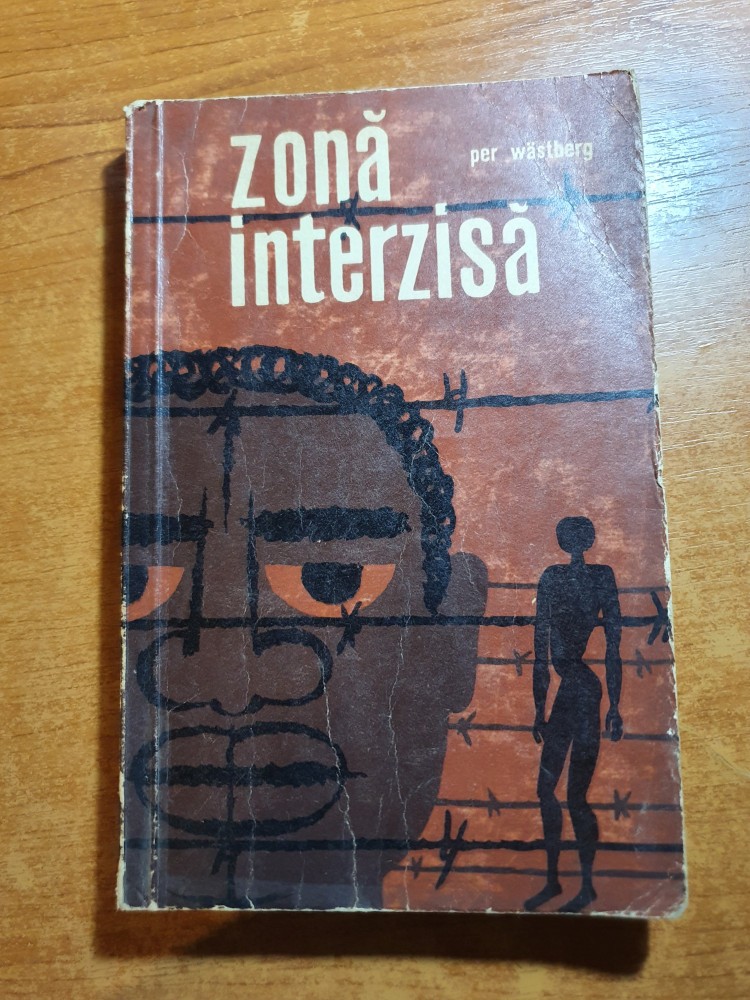 zonă
per wästberg
interzisă